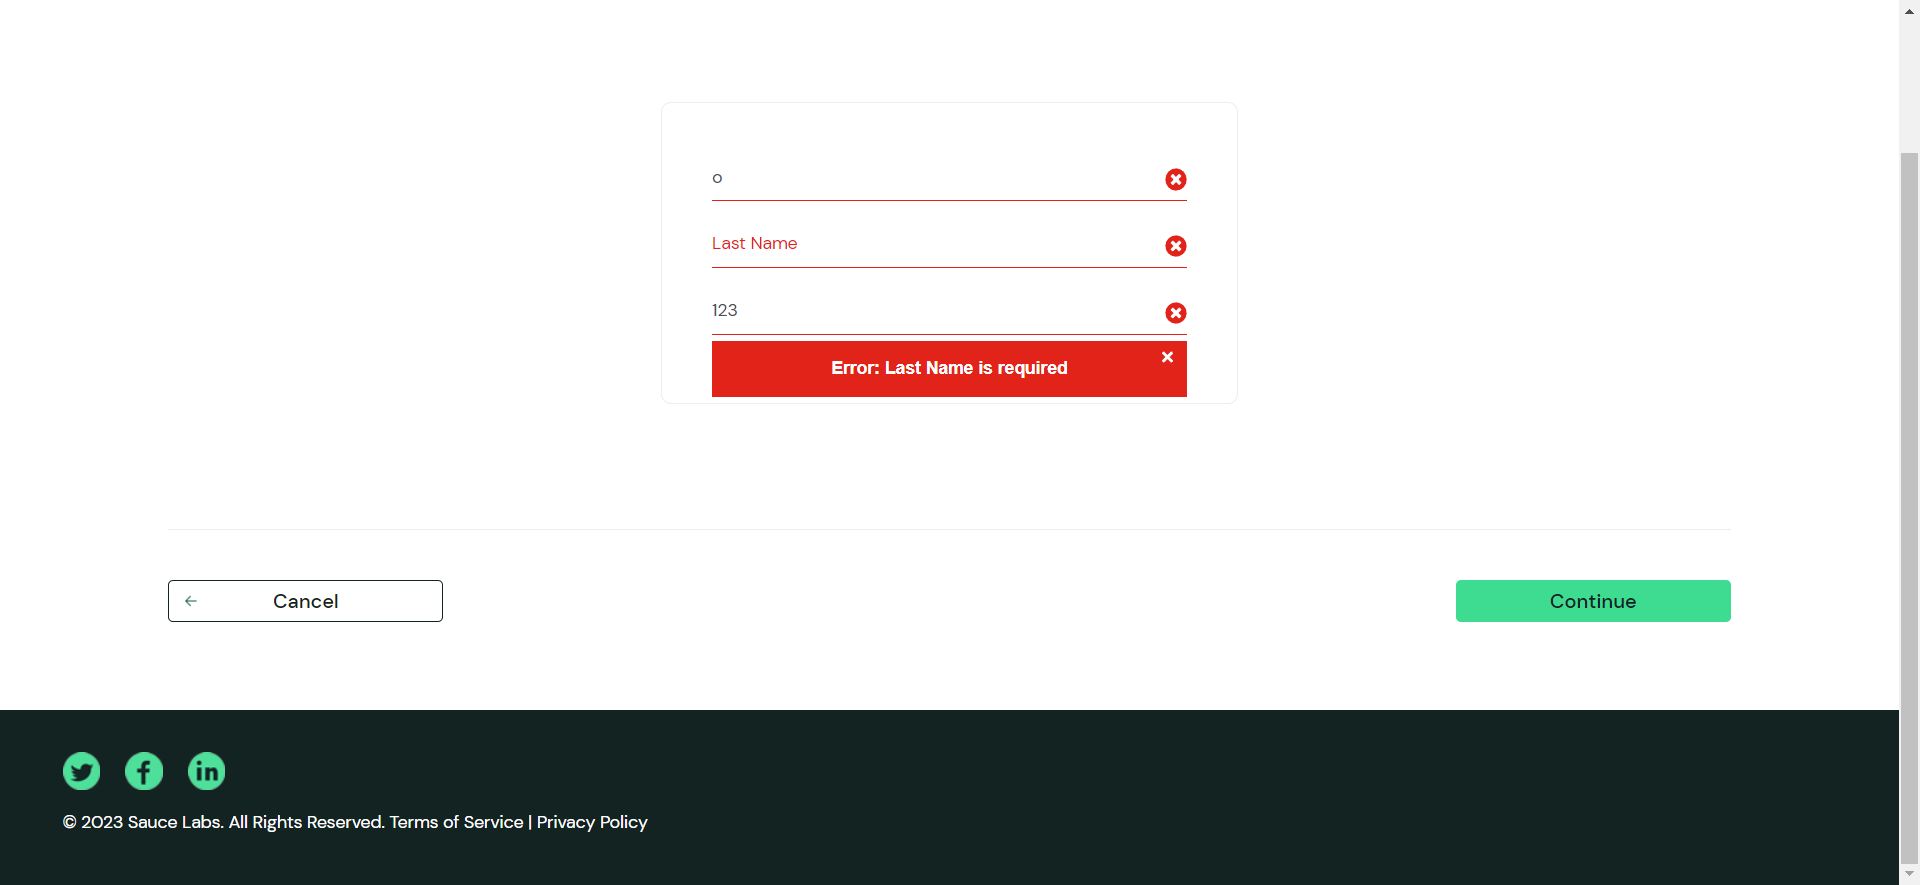 o
Last Name
123
Error: Last Name is required
Cancel
Continue
© 2023 Sauce Labs. All Rights Reserved. Terms of Service | Privacy Policy